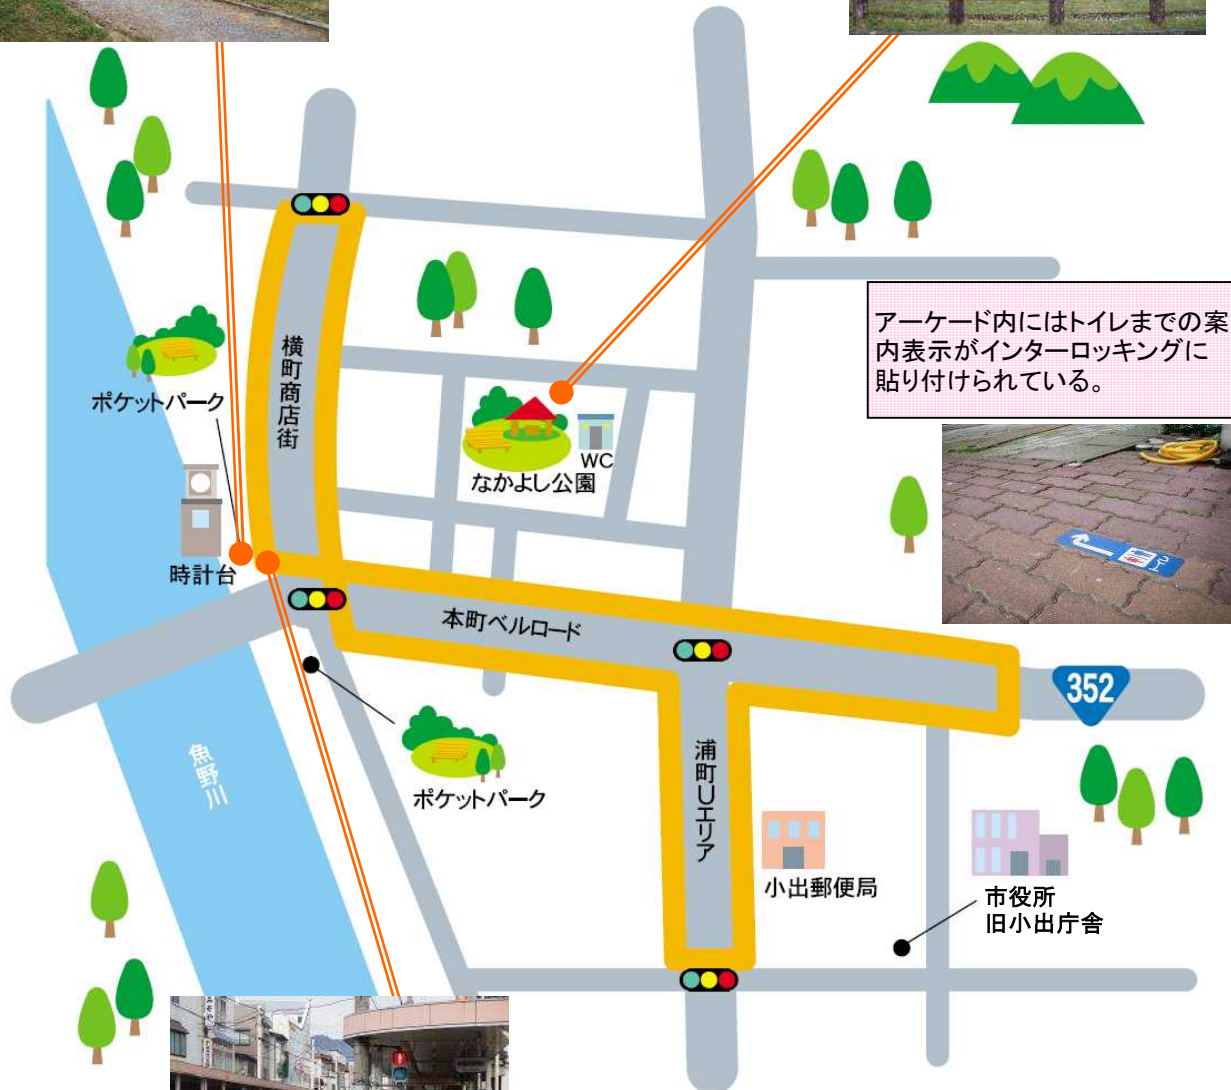 アーケード内にはトイレまでの案
内表示がインターロッキングに
貼り付けられている。
横町商店街
ポケットパーク
WC
なかよし公園
時計台
本町ベルロード
352
魚野川
ポケットパーク
浦町Uエリア
小出郵便局
市役所
旧小出庁舎